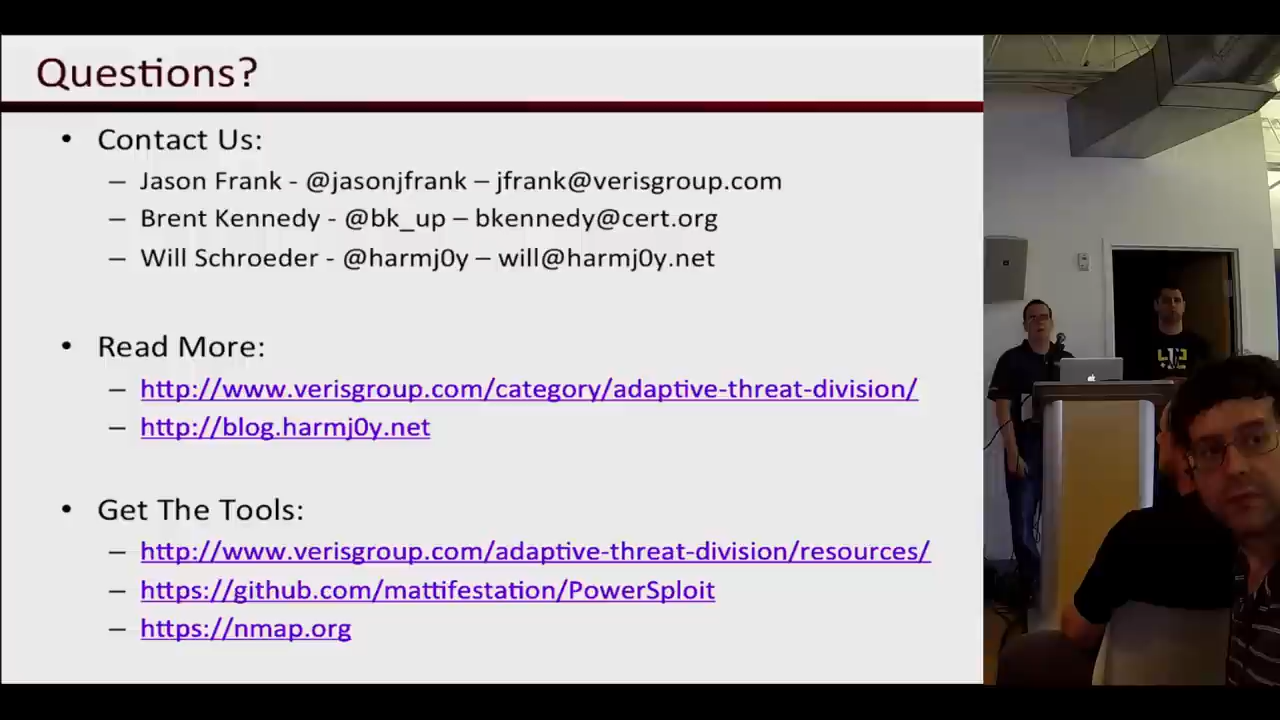 Questions?
• Contact Us:
– Jason Frank - @jasonjfrank – jfrank@verisgroup.com
– Brent Kennedy - @bk_up – bkennedy@cert.org
– Will Schroeder - @harmj0y – will@harmj0y.net
• Read More:
– http://www.verisgroup.com/category/adaptive-threat-division/
– http://blog.harmj0y.net
• Get The Tools:
– http://www.verisgroup.com/adaptive-threat-division/resources/
– https://github.com/mattifestation/PowerSploit
– https://nmap.org